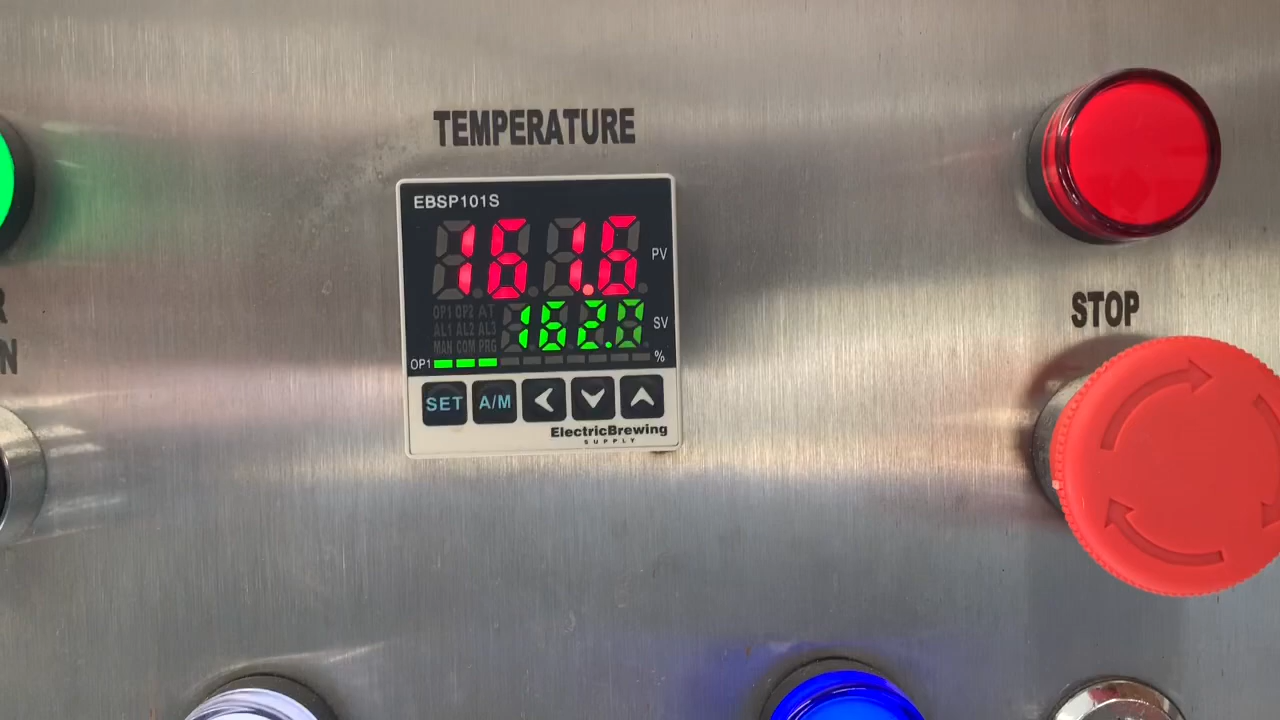 TEMPERATURE
EBSP101S
161.6 PV
OP1 OP2 AT
AL1 AL2 AL3
MAN COM PRG
162.0 SV
OP1 %
SET A/M
ElectricBrewing
SUPPLY
STOP
R
N